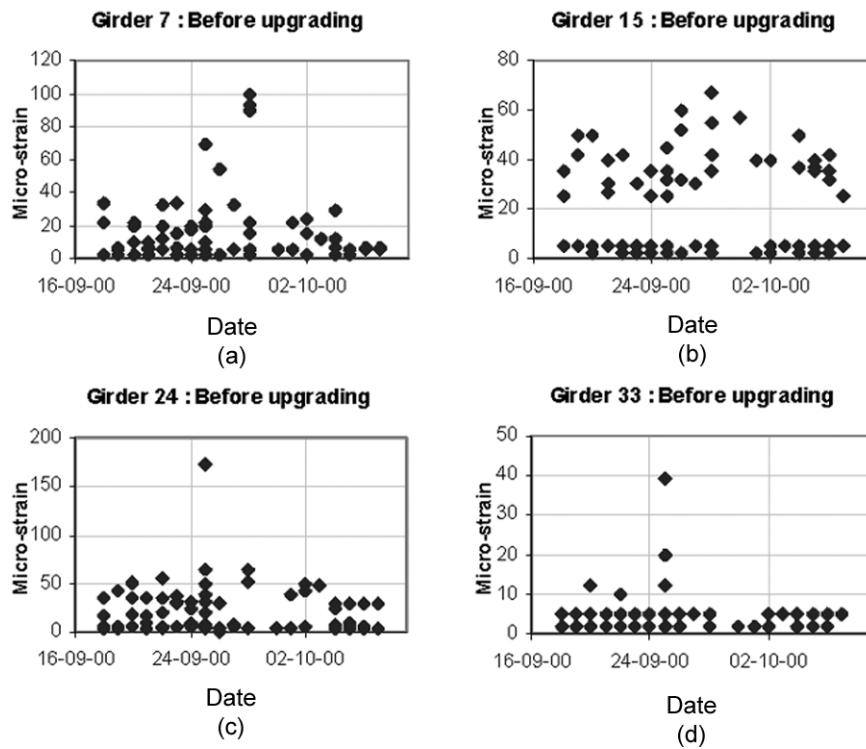 Girder 7 : Before upgrading
Micro-strain
120
100
80
60
40
20
0
16-09-00 24-09-00 02-10-00
Date
(a)
Girder 15 : Before upgrading
Micro-strain
80
60
40
20
0
16-09-00 24-09-00 02-10-00
Date
(b)
Girder 24 : Before upgrading
Micro-strain
200
150
100
50
0
16-09-00 24-09-00 02-10-00
Date
(c)
Girder 33 : Before upgrading
Micro-strain
50
40
30
20
10
0
16-09-00 24-09-00 02-10-00
Date
(d)